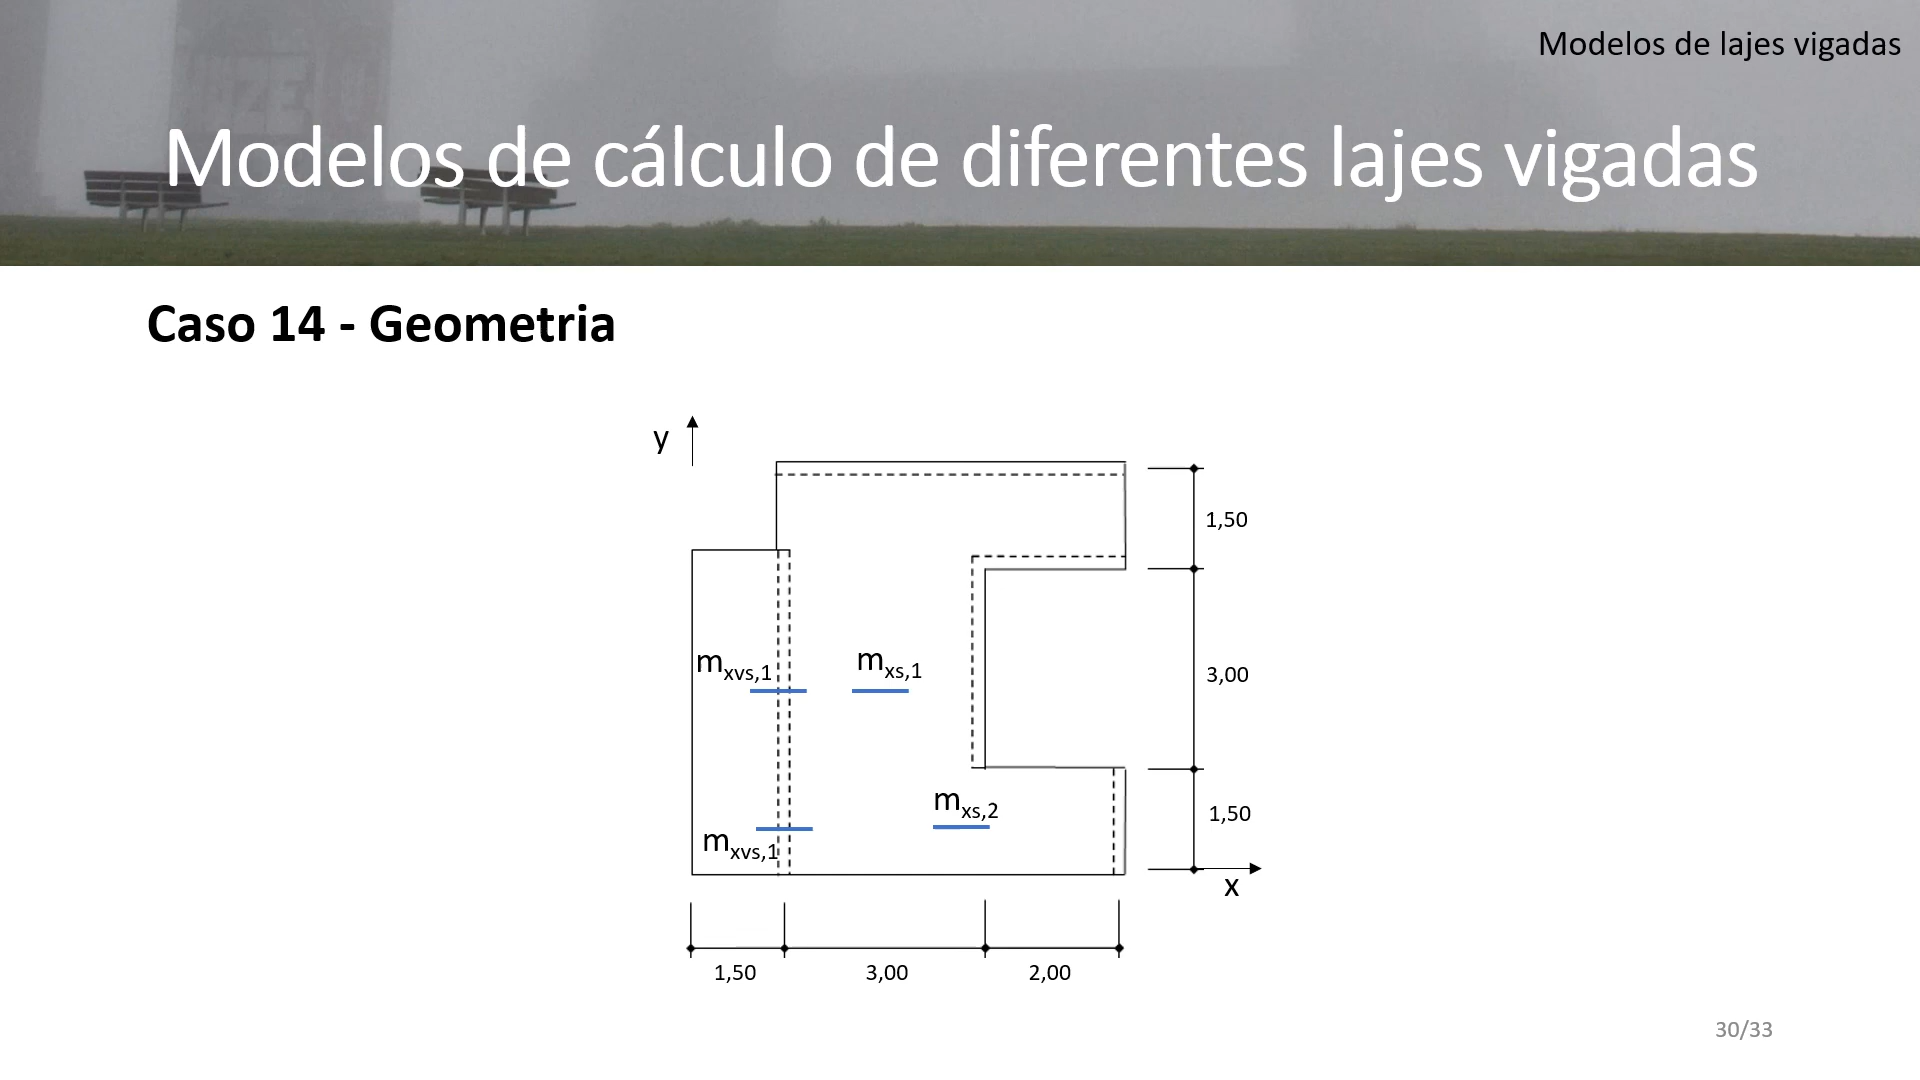 Modelos de lajes vigadas
Modelos de cálculo de diferentes lajes vigadas
Caso 14 - Geometria
y
1,50
mxvs,1
mxs,1
3,00
mxs,2
1,50
mxvs,1
x
1,50
3,00
2,00
30/33